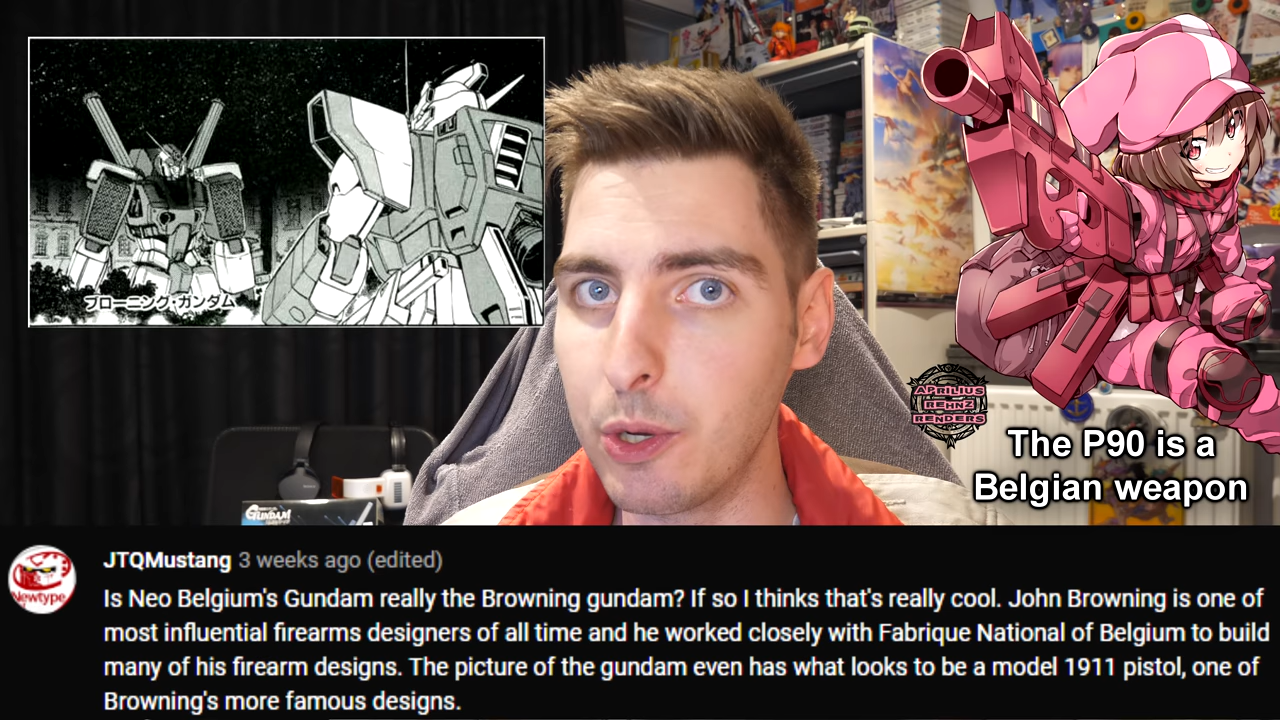 ブローニング・ガンダム
APRILIUS
REHNZ
RENDERS
The P90 is a
Belgian weapon
GUNDAM
Newtype
JTQMustang 3 weeks ago (edited)
Is Neo Belgium's Gundam really the Browning gundam? If so I thinks that's really cool. John Browning is one of
most influential firearms designers of all time and he worked closely with Fabrique National of Belgium to build
many of his firearm designs. The picture of the gundam even has what looks to be a model 1911 pistol, one of
Browning's more famous designs.